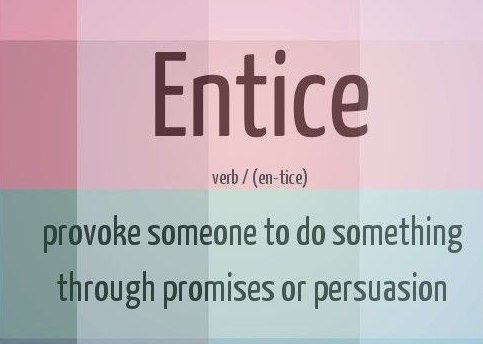 Entice
verb / (en-tice)
provoke someone to do something
through promises or persuasion